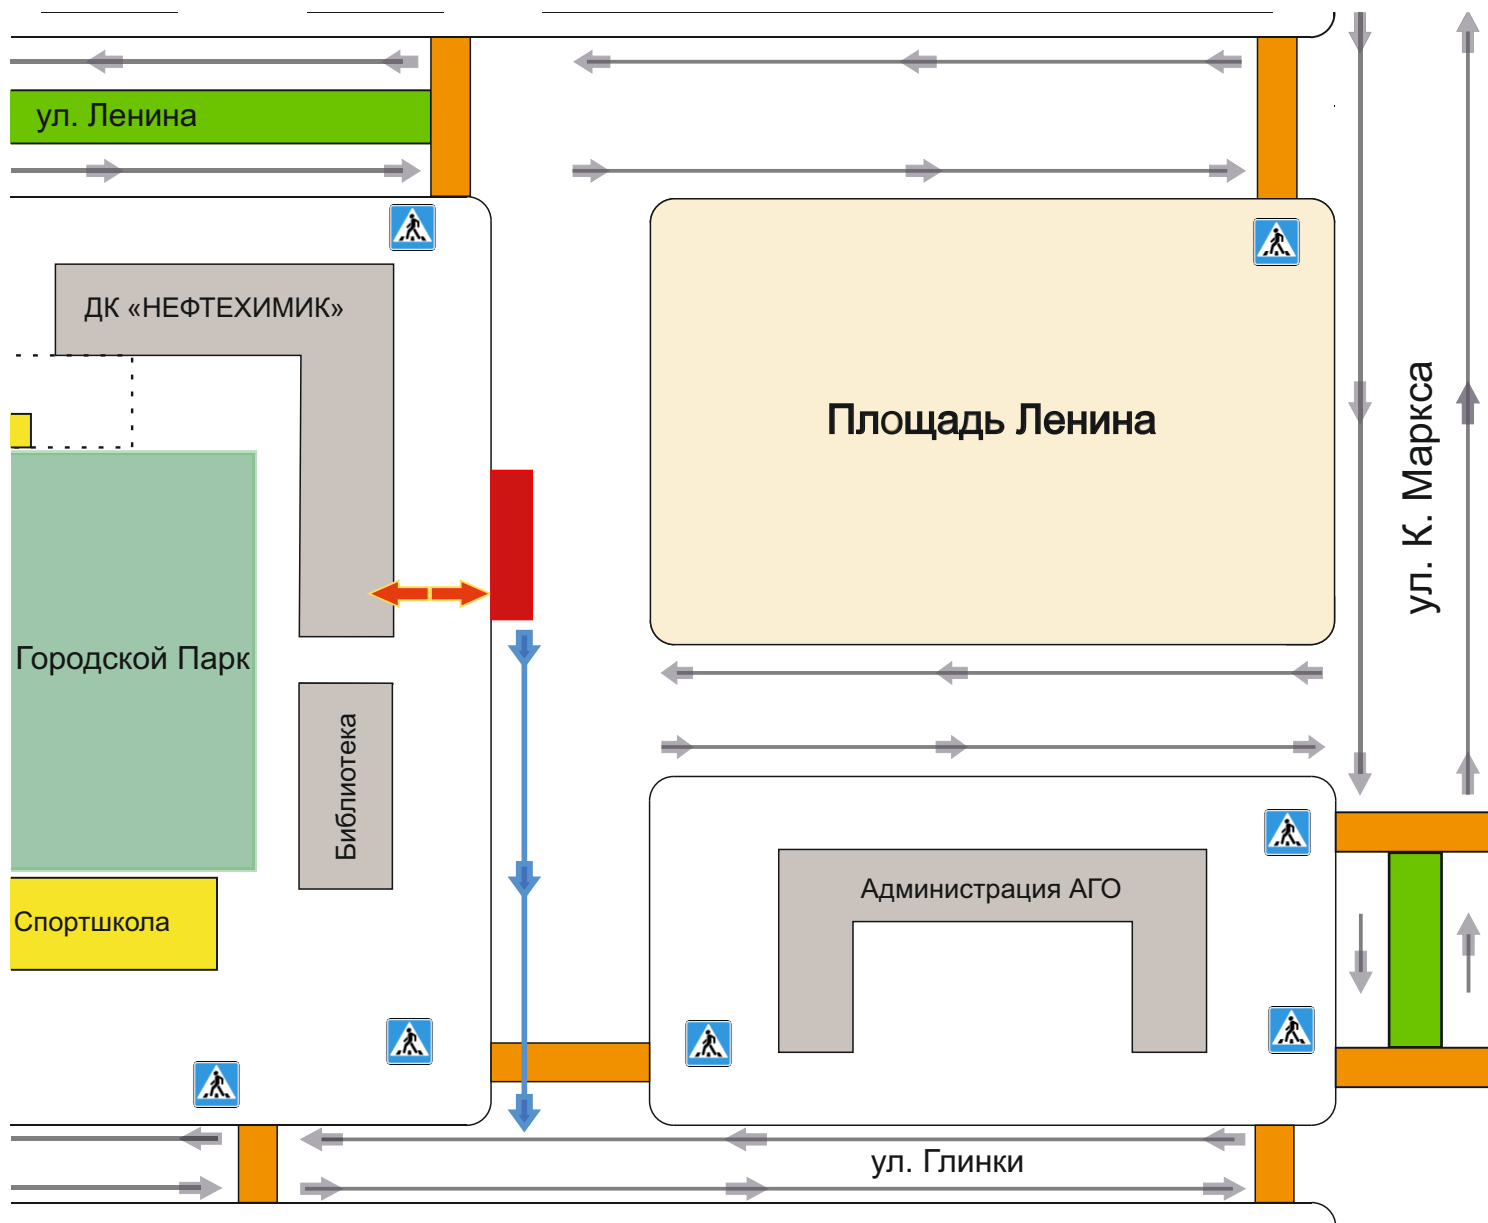 ул. Ленина
ДК «НЕФТЕХИМИК»
Площадь Ленина
ул. К. Маркса
Городской Парк
Библиотека
Администрация АГО
Спортшкола
ул. Глинки